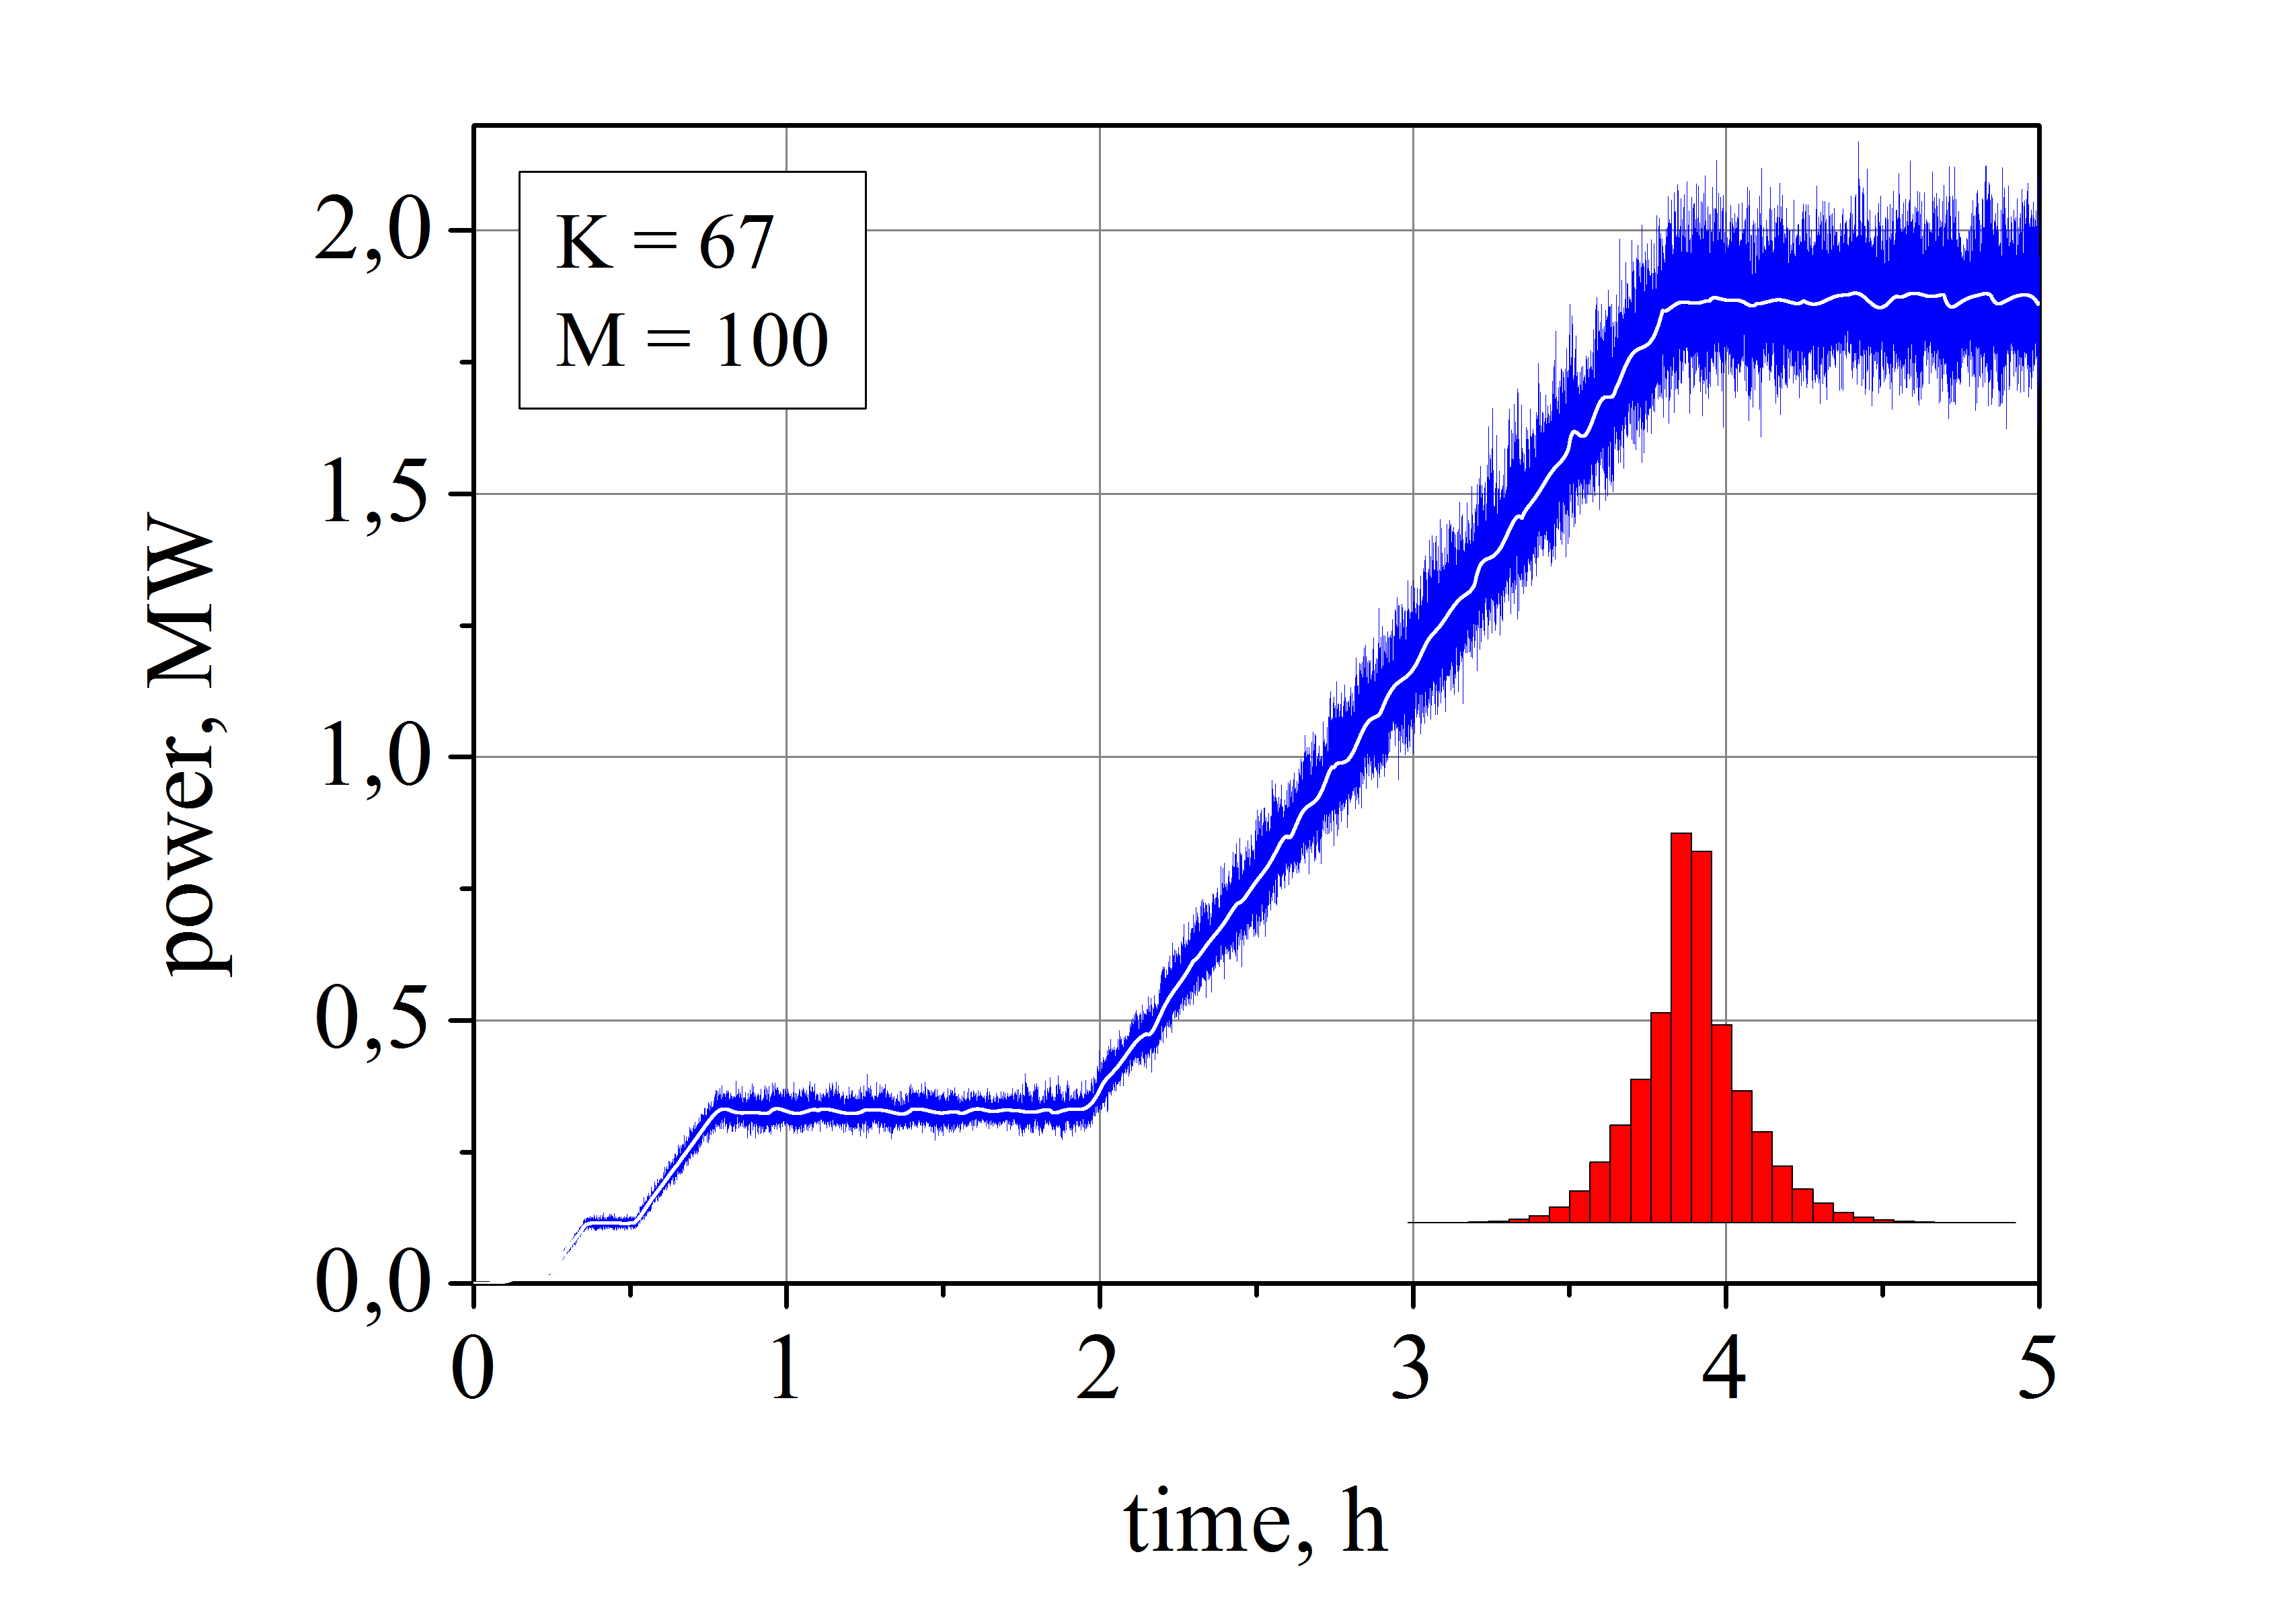 K = 67
M = 100
power, MW
2,0
1,5
1,0
0,5
0,0
0 1 2 3 4 5
time, h